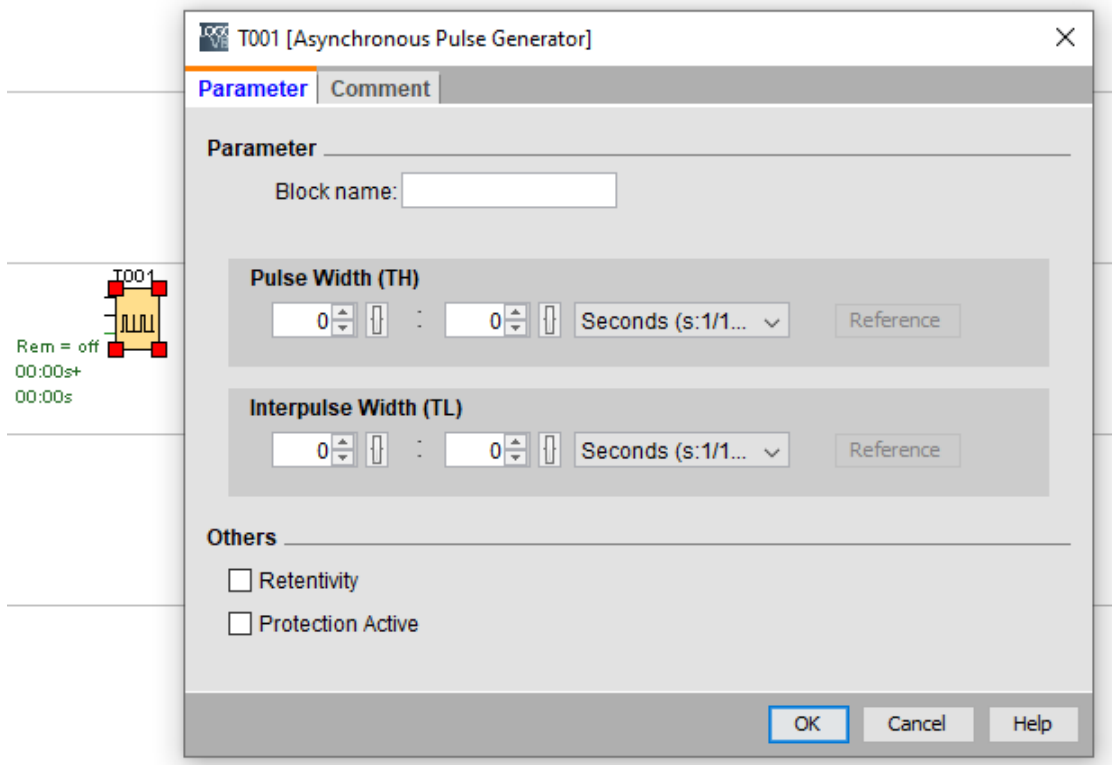 T001 [Asynchronous Pulse Generator]
Parameter Comment
Parameter
Block name:
T001
Pulse Width (TH)
0 : 0 Seconds (s:1/1... Reference
Rem = off
00:00s+
00:00s
Interpulse Width (TL)
0 : 0 Seconds (s:1/1... Reference
Others
Retentivity
Protection Active
OK Cancel Help